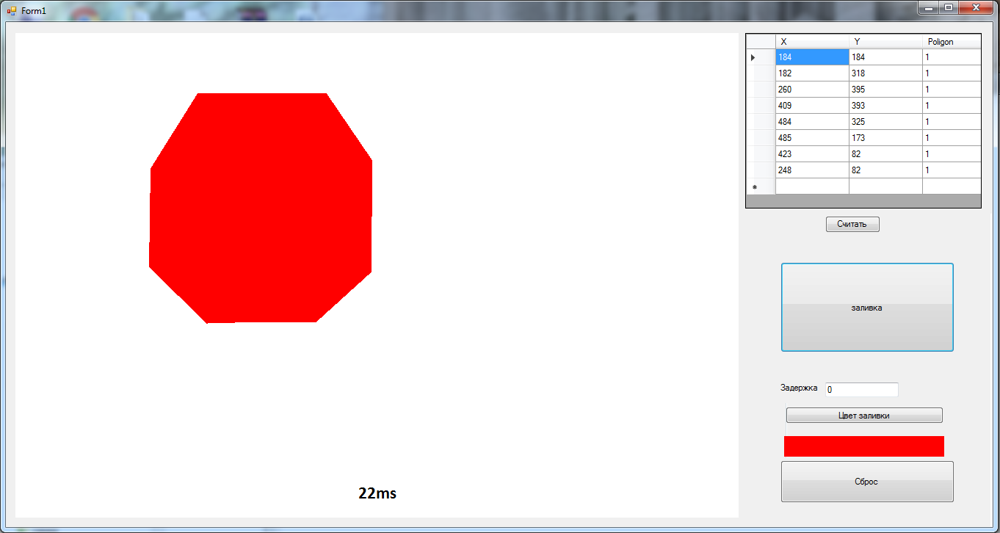 Form1
X Y Poligon
184 184 1
182 318 1
260 395 1
409 393 1
484 325 1
485 173 1
423 82 1
248 82 1
Считать
заливка
Задержка 0
Цвет заливки
Сброс
22ms